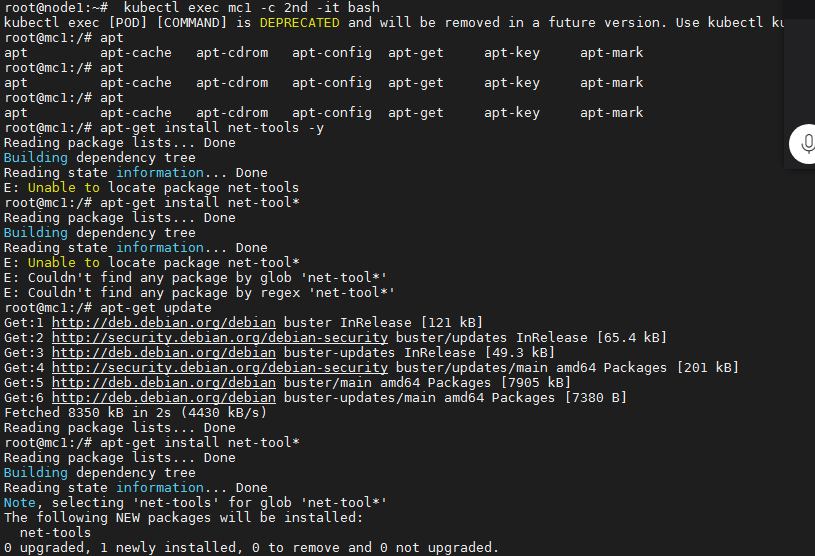 root@node1:~#  kubectl exec mc1 -c 2nd -it bash
kubectl exec [POD] [COMMAND] is DEPRECATED and will be removed in a future version. Use kubectl
root@mc1:/# apt
apt         apt-cache   apt-cdrom   apt-config  apt-get     apt-key     apt-mark
root@mc1:/# apt
apt         apt-cache   apt-cdrom   apt-config  apt-get     apt-key     apt-mark
root@mc1:/# apt
apt         apt-cache   apt-cdrom   apt-config  apt-get     apt-key     apt-mark
root@mc1:/# apt-get install net-tools -y
Reading package lists... Done
Building dependency tree
Reading state information... Done
E: Unable to locate package net-tools
root@mc1:/# apt-get install net-tool*
Reading package lists... Done
Building dependency tree
Reading state information... Done
E: Unable to locate package net-tool*
E: Couldn't find any package by glob 'net-tool*'
E: Couldn't find any package by regex 'net-tool*'
root@mc1:/# apt-get update
Get:1 http://deb.debian.org/debian buster InRelease [121 kB]
Get:2 http://security.debian.org/debian-security buster/updates InRelease [65.4 kB]
Get:3 http://deb.debian.org/debian buster-updates InRelease [49.3 kB]
Get:4 http://security.debian.org/debian-security buster/updates/main amd64 Packages [201 kB]
Get:5 http://deb.debian.org/debian buster/main amd64 Packages [7905 kB]
Get:6 http://deb.debian.org/debian buster-updates/main amd64 Packages [7380 B]
Fetched 8350 kB in 2s (4430 kB/s)
Reading package lists... Done
root@mc1:/# apt-get install net-tool*
Reading package lists... Done
Building dependency tree
Reading state information... Done
Note, selecting 'net-tools' for glob 'net-tool*'
The following NEW packages will be installed:
  net-tools
0 upgraded, 1 newly installed, 0 to remove and 0 not upgraded.